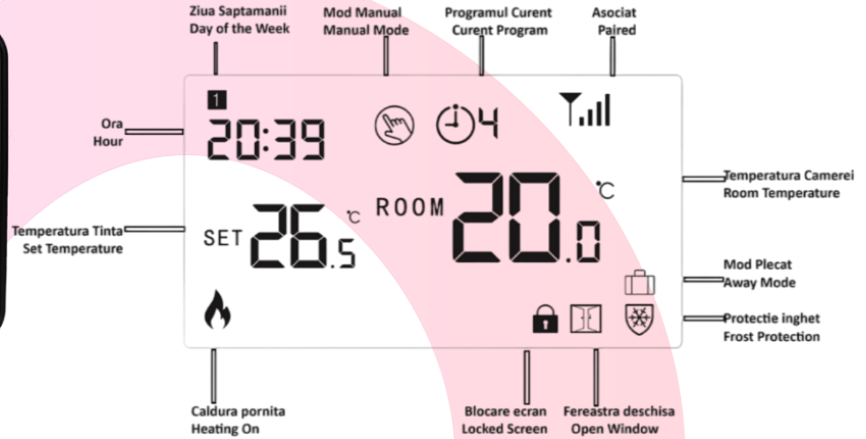 Ziua Saptamanii
Day of the Week
Mod Manual
Manual Mode
Programul Curent
Curent Program
Asociat
Paired
Ora
Hour
1
20:39
4
Temperatura Camerei
Room Temperature
Temperatura Tinta
Set Temperature
SET 26.5 °C
ROOM 20.0 °C
Mod Plecat
Away Mode
Protectie inghet
Frost Protection
Caldura pornita
Heating On
Blocare ecran
Locked Screen
Fereastra deschisa
Open Window